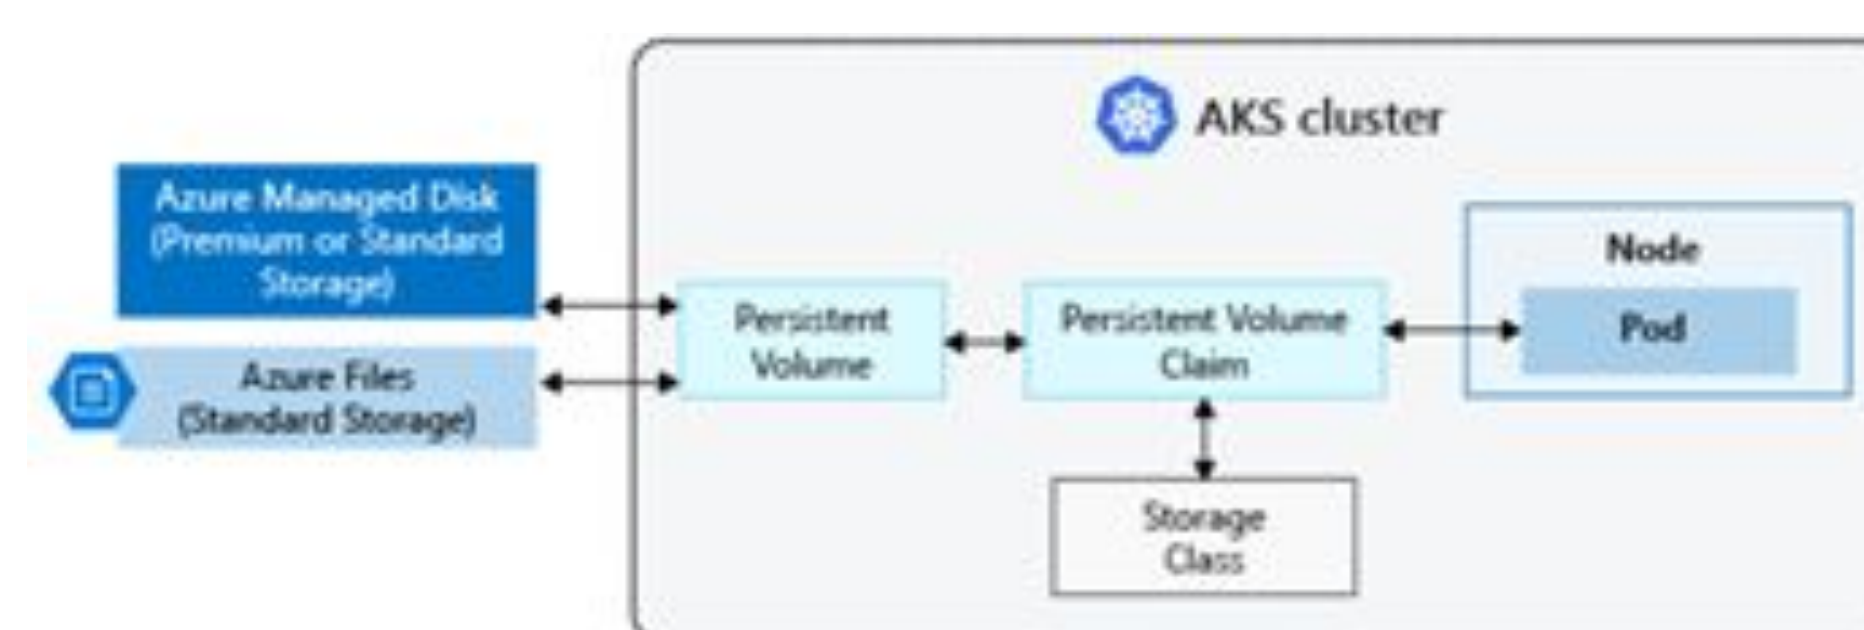 AKS cluster
Azure Managed Disk
(Premium or Standard
Storage)
Azure Files
(Standard Storage)
Persistent
Volume
Persistent Volume
Claim
Node
Pod
Storage
Class